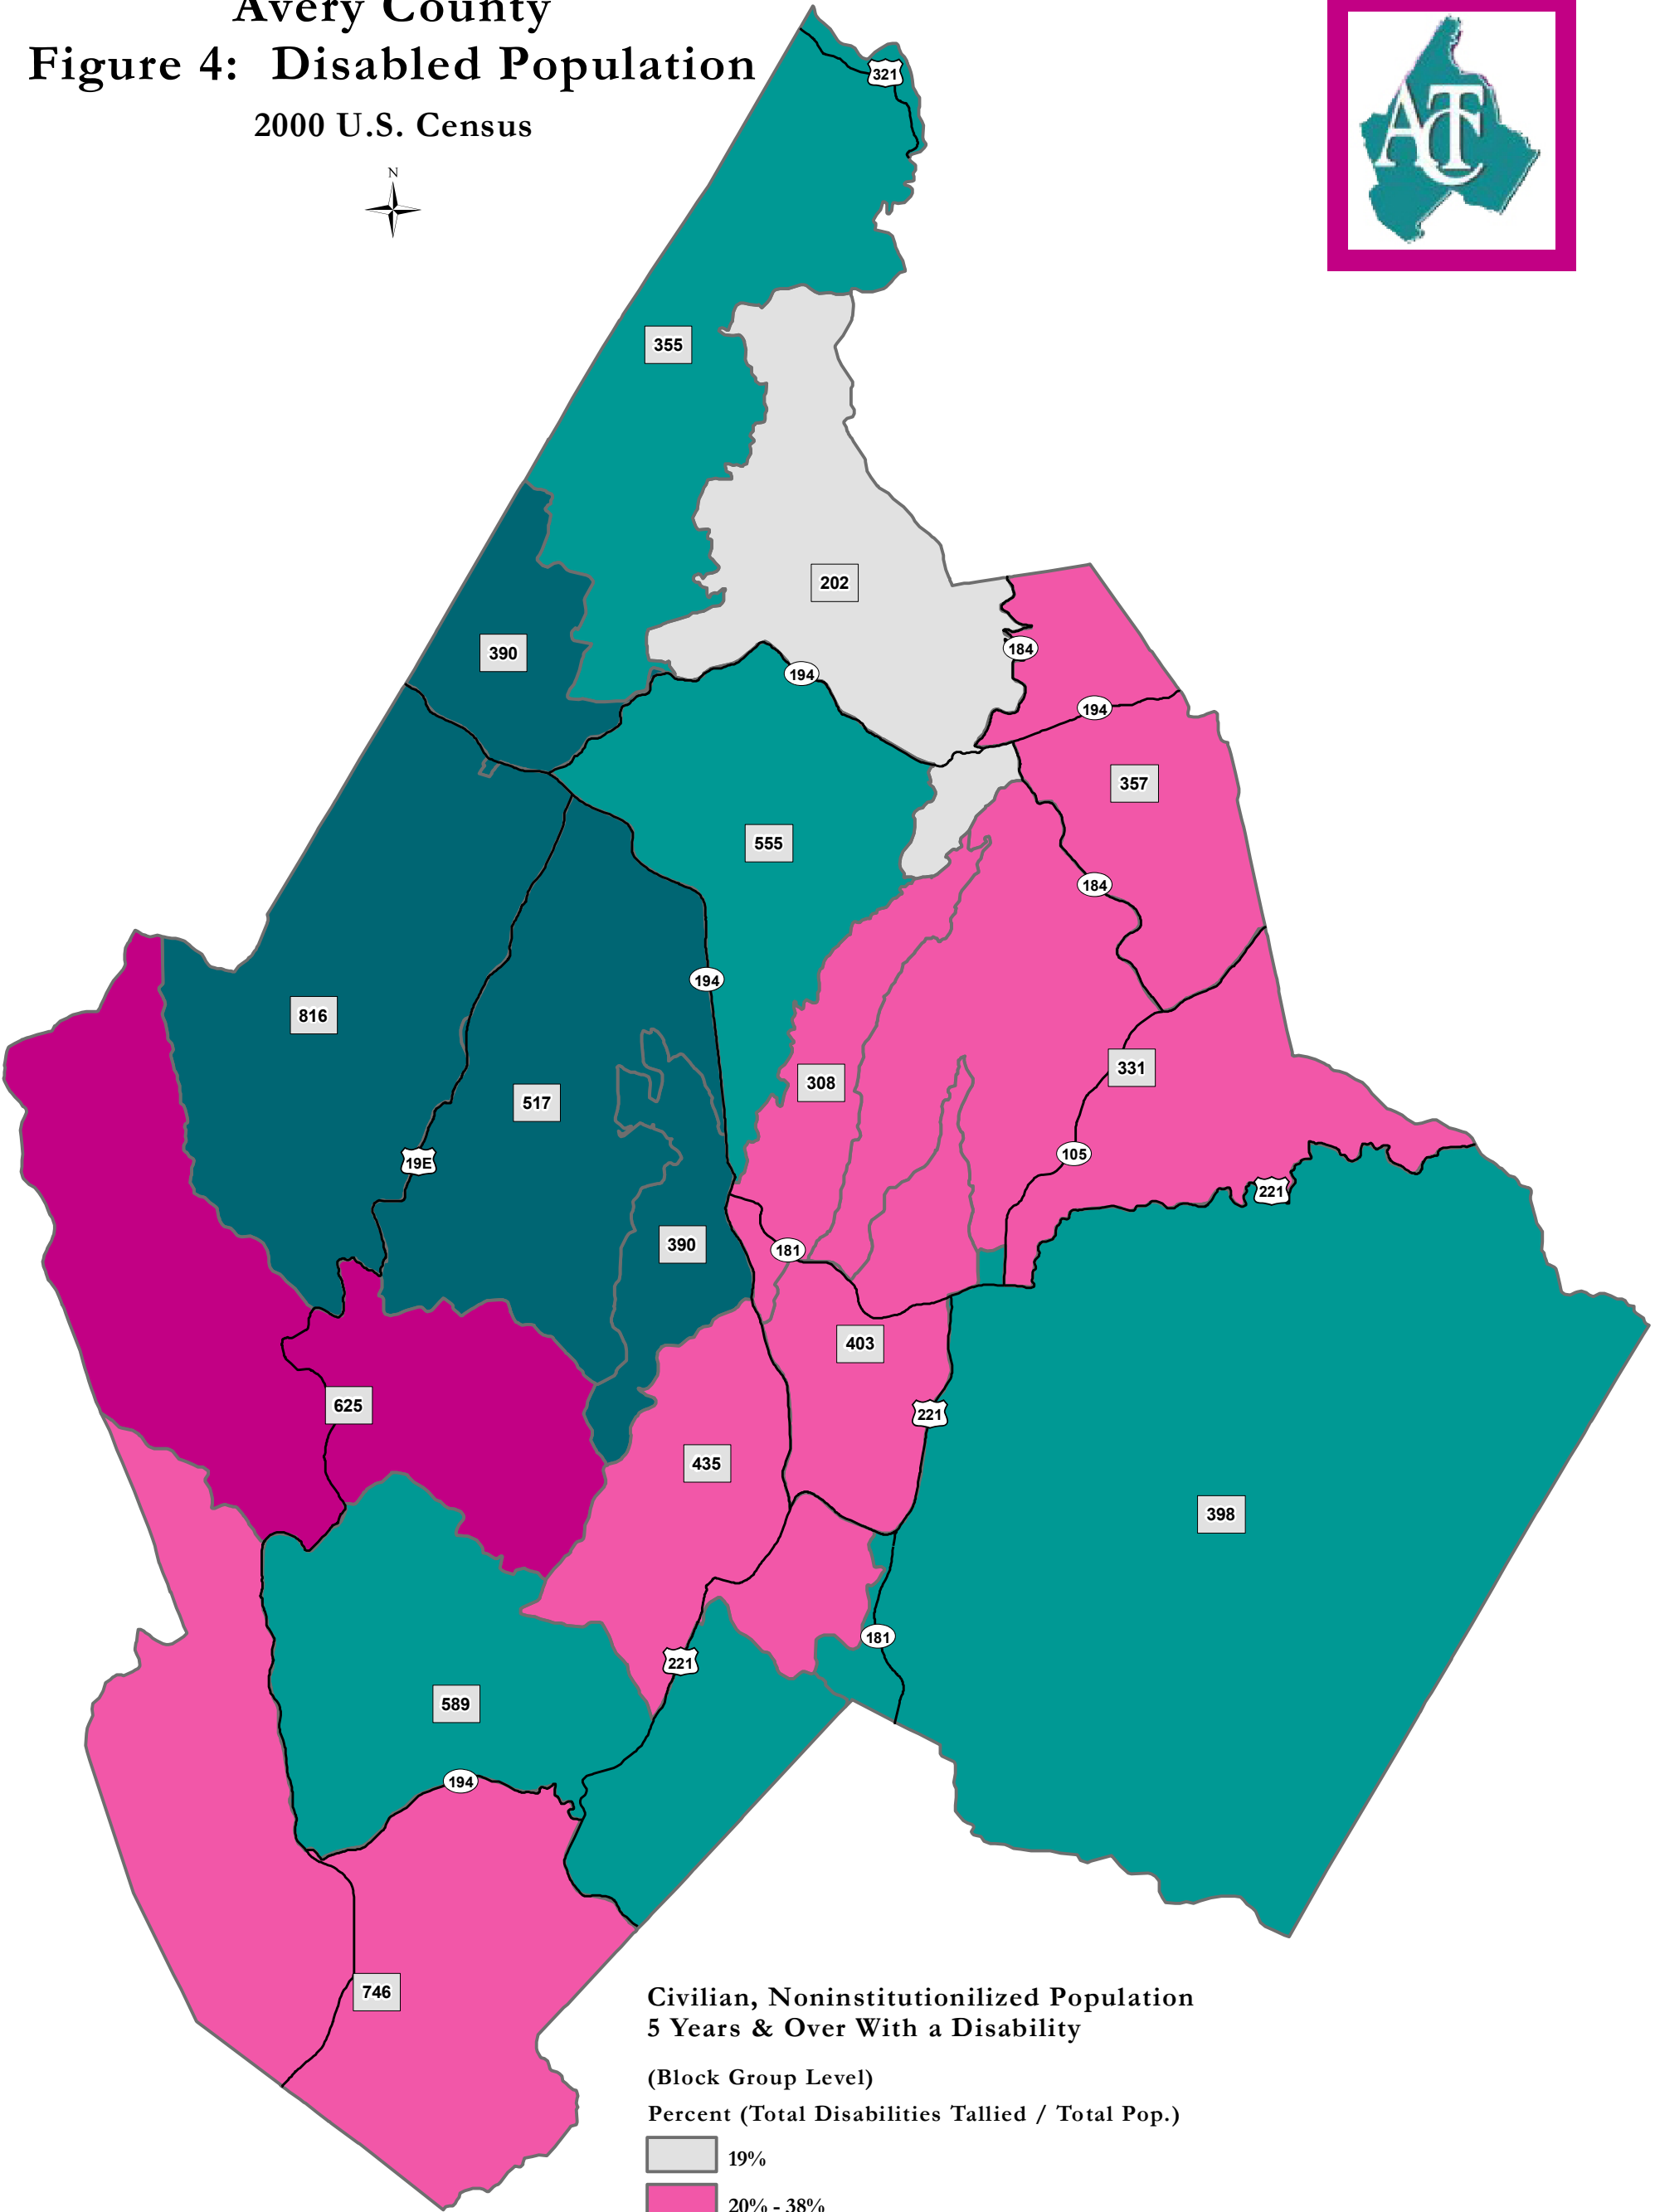 Avery County
Figure 4: Disabled Population
2000 U.S. Census
N
ATC
321
355
202
184
390
194
194
357
555
184
194
816
331
308
517
105
19E
221
390
181
403
625
221
435
398
181
221
589
194
746
Civilian, Noninstitutionilized Population
5 Years & Over With a Disability
(Block Group Level)
Percent (Total Disabilities Tallied / Total Pop.)
19%
20% - 38%